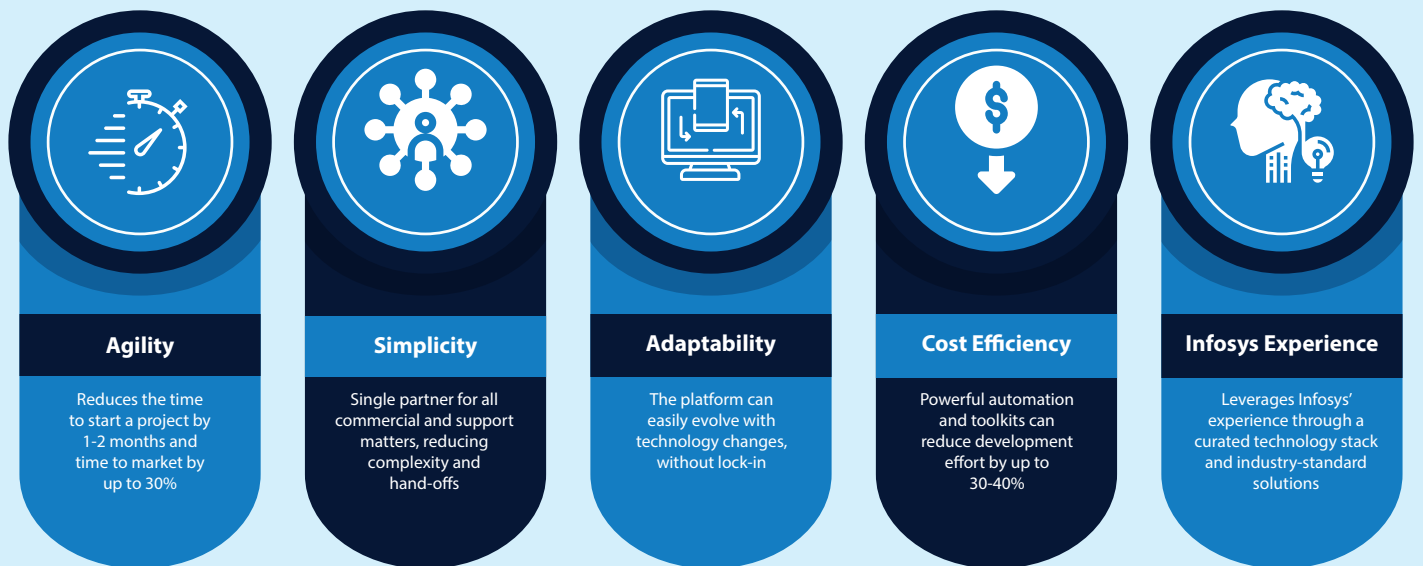 Agility
Reduces the time
to start a project by
1-2 months and
time to market by
up to 30%
Simplicity
Single partner for all
commercial and support
matters, reducing
complexity and
hand-offs
Adaptability
The platform can
easily evolve with
technology changes,
without lock-in
$
Cost Efficiency
Powerful automation
and toolkits can
reduce development
effort by up to
30-40%
Infosys Experience
Leverages Infosys’
experience through a
curated technology stack
and industry-standard
solutions